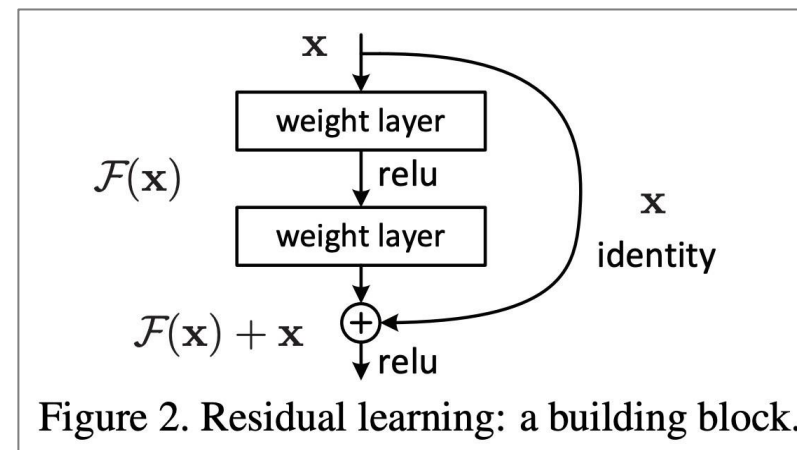 x
weight layer
relu
F(x)
x
weight layer
identity
F(x) + x
relu
Figure 2. Residual learning: a building block.